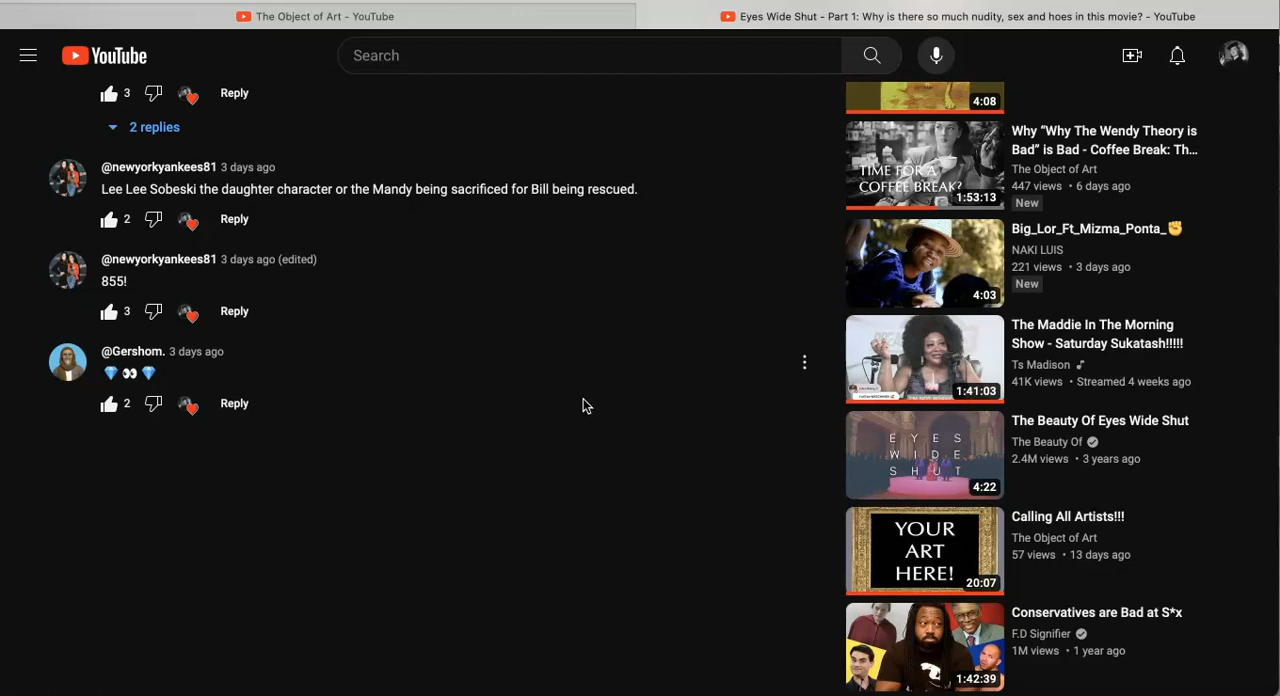 The Object of Art - YouTube
Eyes Wide Shut - Part 1: Why is there so much nudity, sex and hoes in this movie? - YouTube
YouTube
Search
3
Reply
2 replies
@newyorkyankees81 3 days ago
Lee Lee Sobeski the daughter character or the Mandy being sacrificed for Bill being rescued.
2
Reply
@newyorkyankees81 3 days ago (edited)
855!
3
Reply
@Gershom. 3 days ago
💎 👀 💎
2
Reply
4:08
TIME FOR A
COFFEE BREAK?
1:53:13
Why “Why The Wendy Theory is
Bad” is Bad - Coffee Break: Th...
The Object of Art
447 views • 6 days ago
New
4:03
Big_Lor_Ft_Mizma_Ponta_✊
NAKI LUIS
221 views • 3 days ago
New
1:41:03
The Maddie In The Morning
Show - Saturday Sukatash!!!!!
Ts Madison
41K views • Streamed 4 weeks ago
EYES
WIDE
SHUT
4:22
The Beauty Of Eyes Wide Shut
The Beauty Of
2.4M views • 3 years ago
YOUR
ART
HERE!
20:07
Calling All Artists!!!
The Object of Art
57 views • 13 days ago
1:42:39
Conservatives are Bad at S*x
F.D Signifier
1M views • 1 year ago